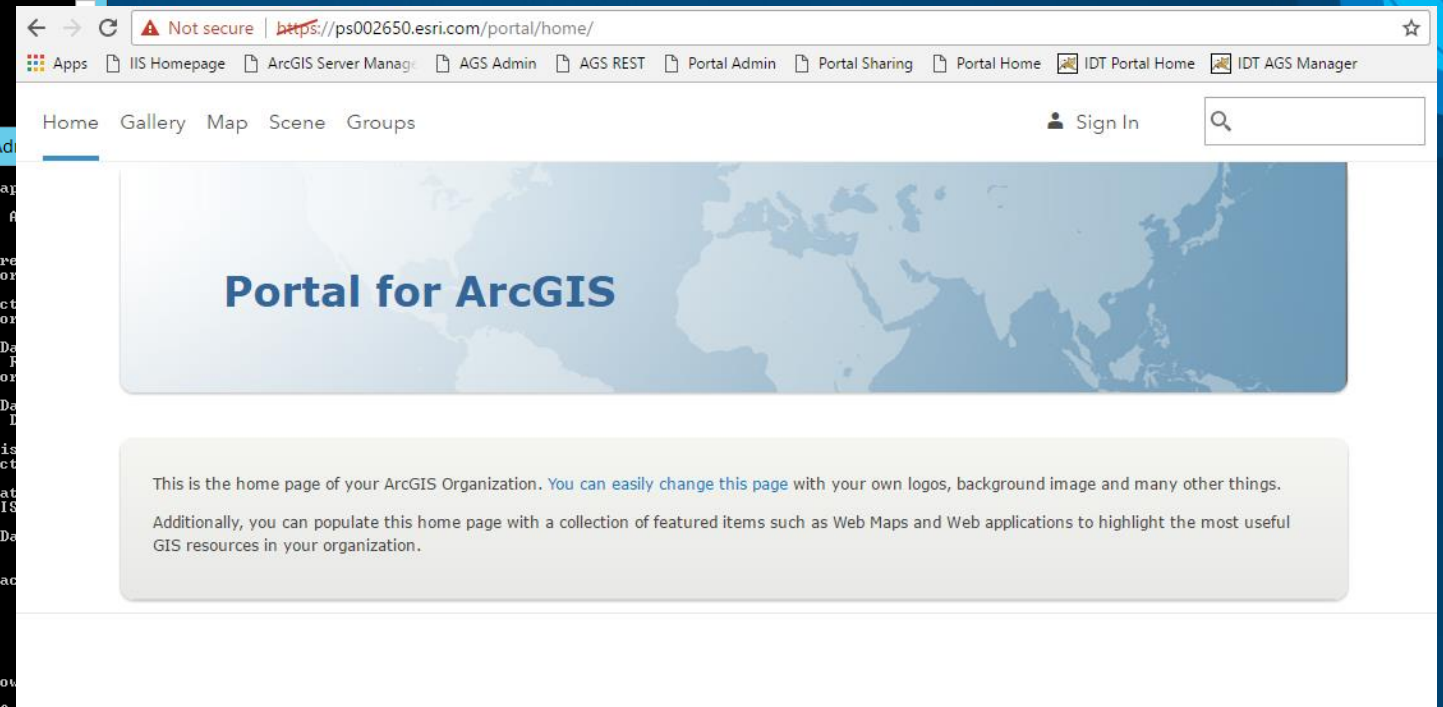 Not secure | https://ps002650.esri.com/portal/home/
Apps IIS Homepage ArcGIS Server Manag AGS Admin AGS REST Portal Admin Portal Sharing Portal Home IDT Portal Home IDT AGS Manager
Home Gallery Map Scene Groups Sign In
Portal for ArcGIS
This is the home page of your ArcGIS Organization. You can easily change this page with your own logos, background image and many other things.
Additionally, you can populate this home page with a collection of featured items such as Web Maps and Web applications to highlight the most useful
GIS resources in your organization.